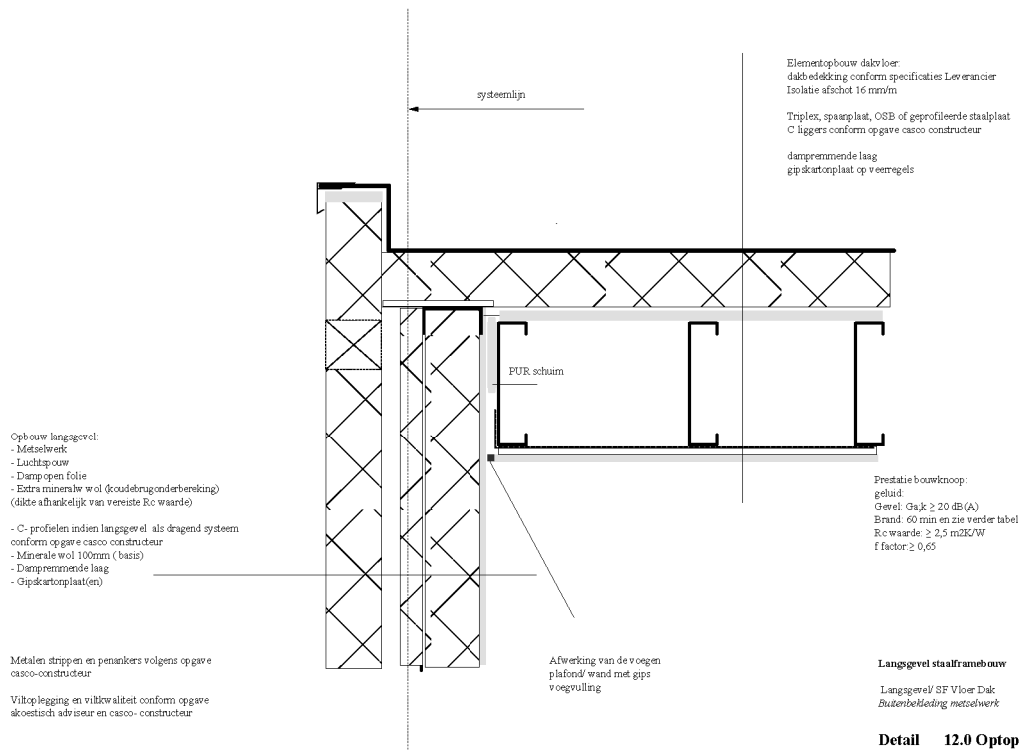 systeemlijn
Elementopbouw dakvloer:
dakbedekking conform specificaties Leverancier
Isolatie afschot 16 mm/m
Triplex, spaanplaat, OSB of geprofileerde staalplaat
C liggers conform opgave casco constructeur
dampremmende laag
gipskartonplaat op veerregels
PUR schuim
Opbouw langsgevel:
- Metselwerk
- Luchtspouw
- Dampopen folie
- Extra mineralw wol (koudebrugonderbereking)
(dikte afhankelijk van vereiste Rc waarde)
- C- profielen indien langsgevel als dragend systeem
conform opgave casco constructeur
- Minerale wol 100mm ( basis)
- Dampremmende laag
- Gipskartonplaat(en)
Prestatie bouwknoop:
geluid:
Gevel: Ga;k ≥ 20 dB(A)
Brand: 60 min en zie verder tabel
Rc waarde: ≥ 2,5 m2K/W
f factor:≥ 0,65
Metalen strippen en penankers volgens opgave
casco-constructeur
Viltoplegging en viltkwaliteit conform opgave
akoestisch adviseur en casco- constructeur
Afwerking van de voegen
plafond/ wand met gips
voegvulling
Langsgevel staalframebouw
Langsgevel/ SF Vloer Dak
Buitenbekleding metselwerk
Detail 12.0 Optop